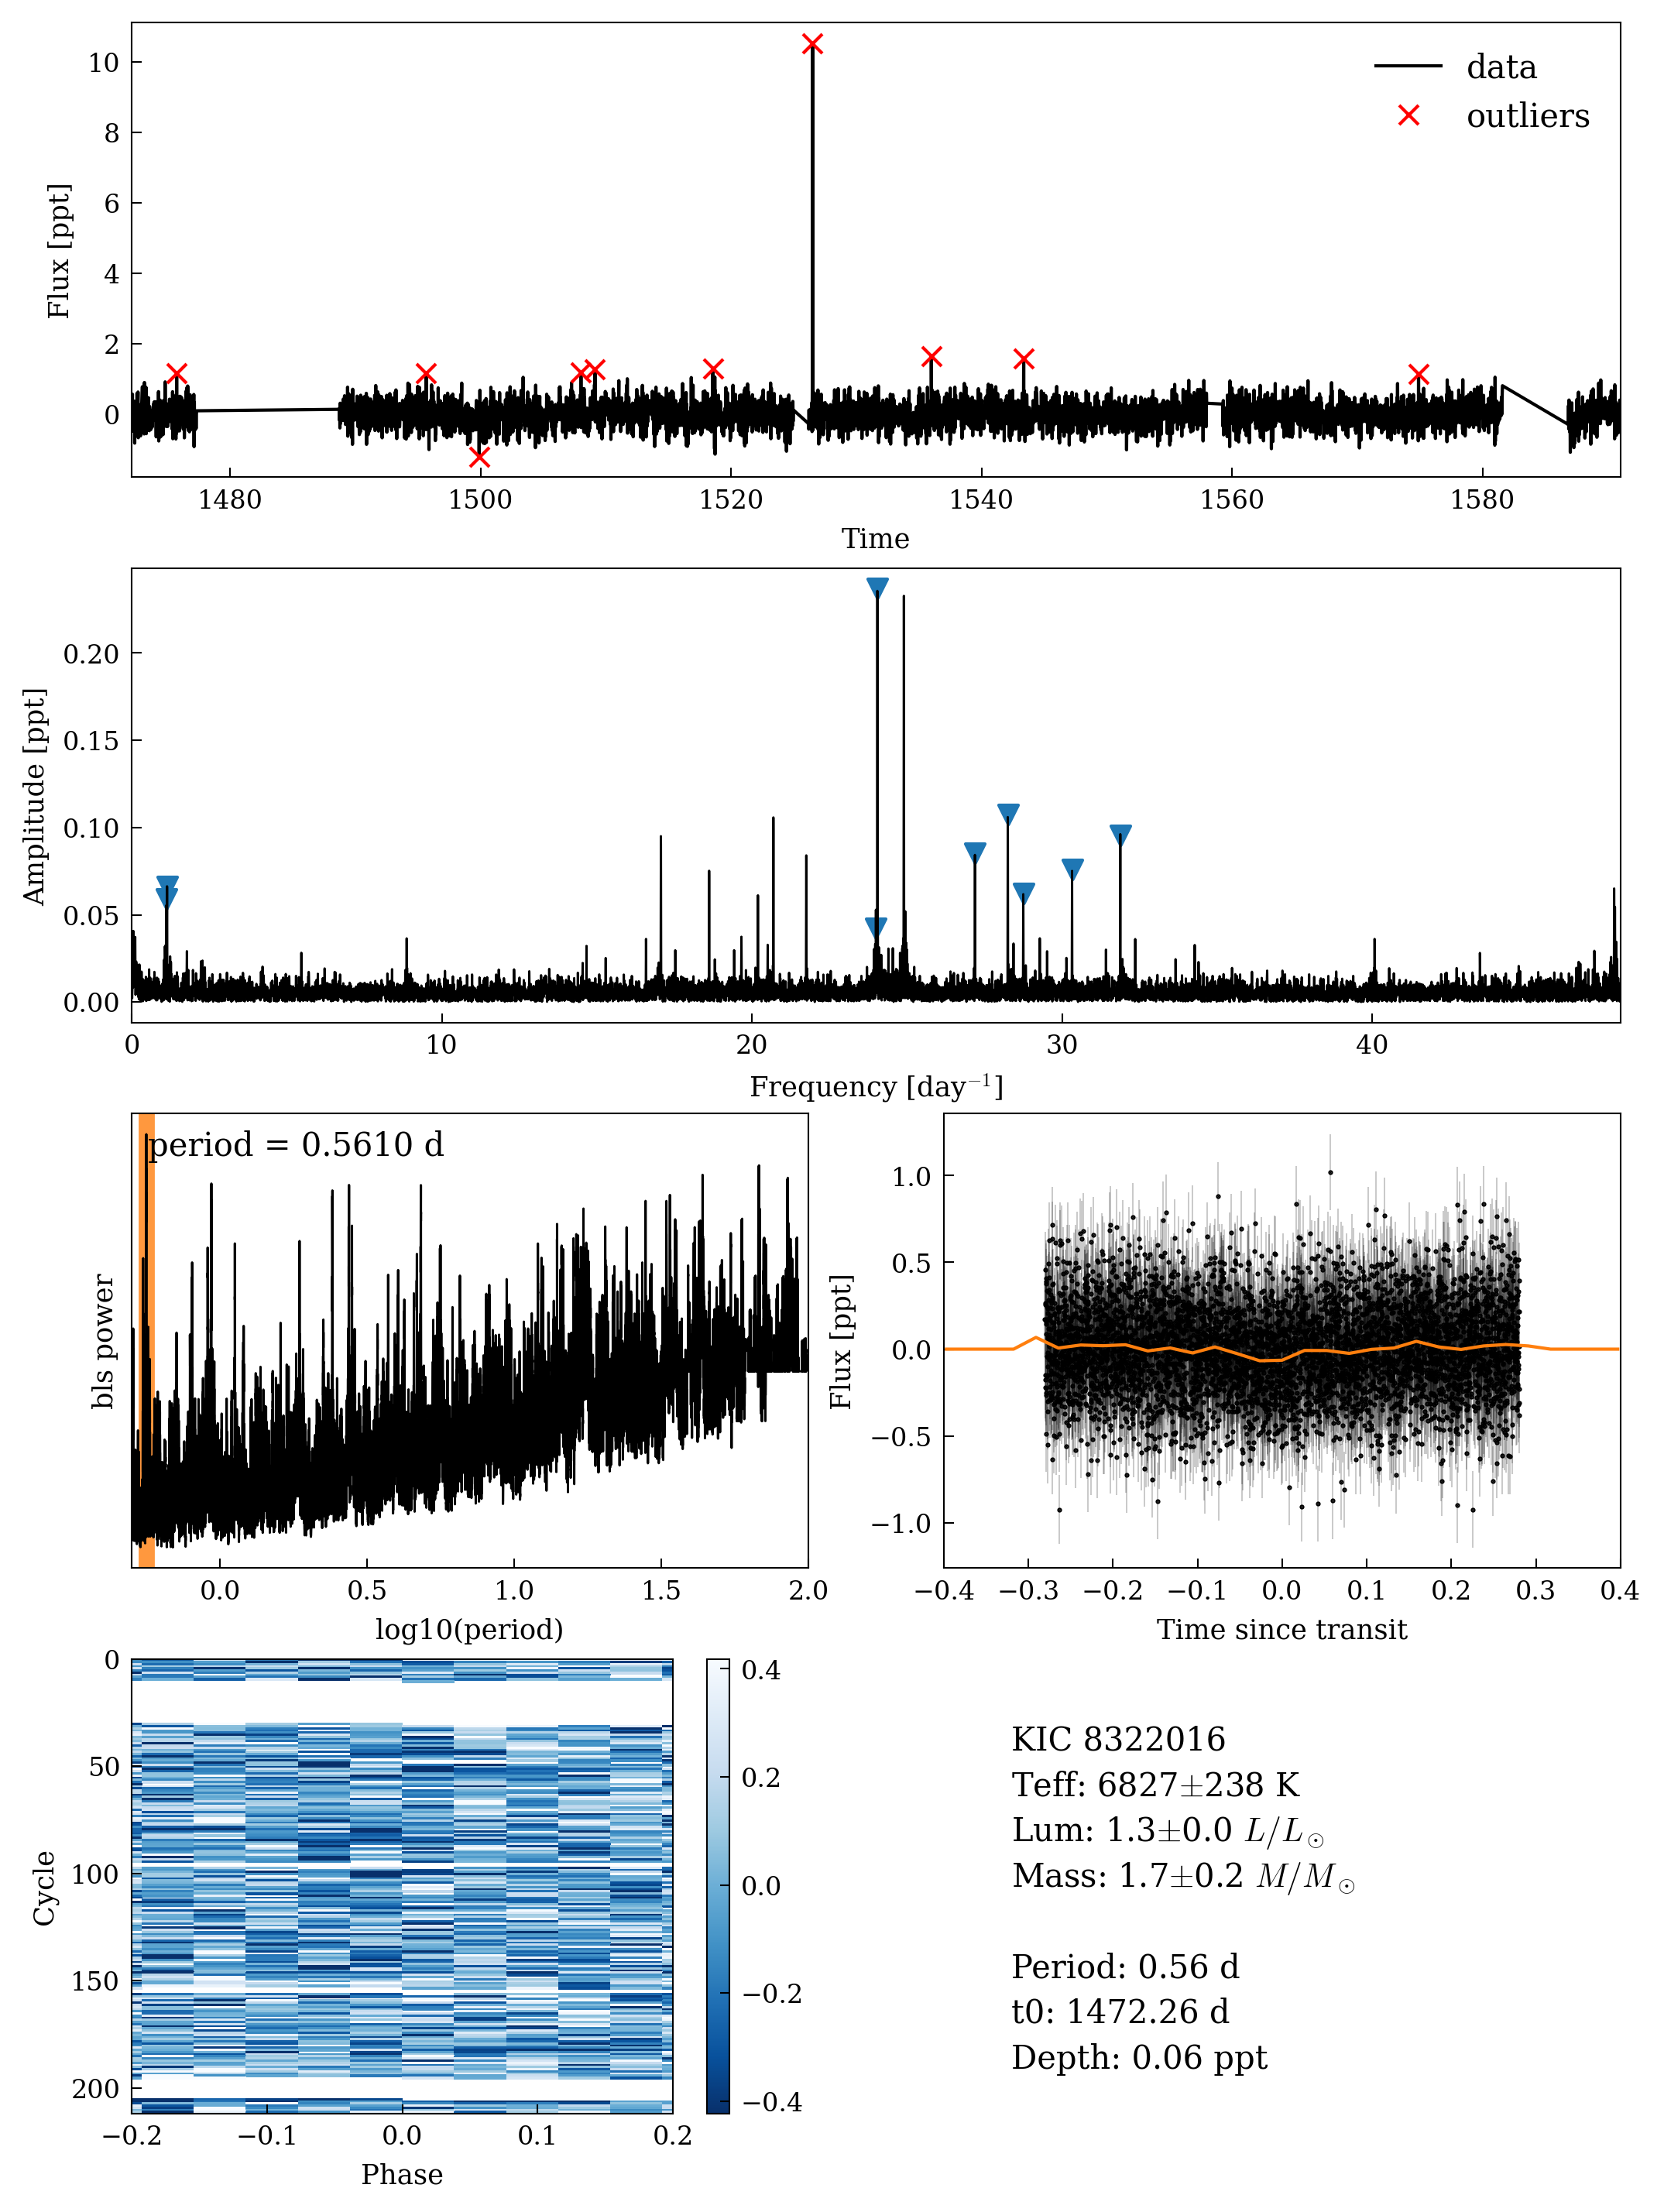 10
8
6
4
2
0
Flux [ppt]
data
outliers
1480 1500 1520 1540 1560 1580
Time
0.20
0.15
0.10
0.05
0.00
Amplitude [ppt]
0 10 20 30 40
Frequency [day⁻¹]
period = 0.5610 d
bls power
0.0 0.5 1.0 1.5 2.0
log10(period)
1.0
0.5
0.0
−0.5
−1.0
Flux [ppt]
−0.4 −0.3 −0.2 −0.1 0.0 0.1 0.2 0.3 0.4
Time since transit
0
50
100
150
200
Cycle
−0.2 −0.1 0.0 0.1 0.2
Phase
0.4
0.2
0.0
−0.2
−0.4
KIC 8322016
Teff: 6827±238 K
Lum: 1.3±0.0 L/L⊙
Mass: 1.7±0.2 M/M⊙
Period: 0.56 d
t0: 1472.26 d
Depth: 0.06 ppt